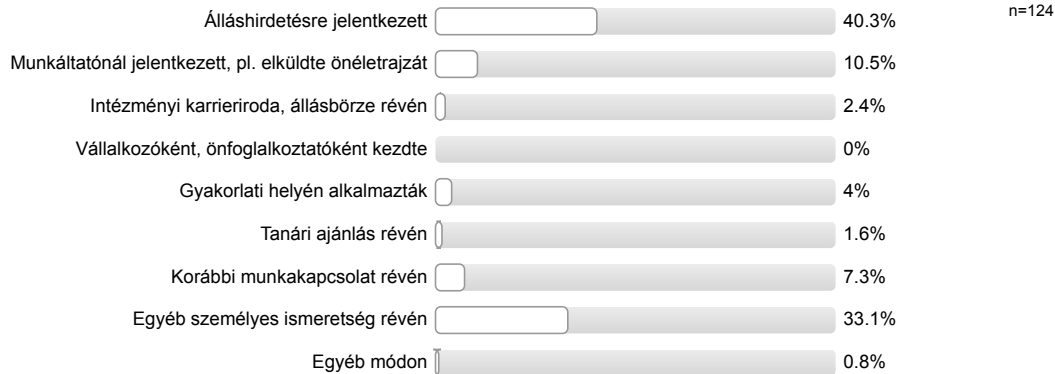 Álláshirdetésre jelentkezett 40.3% n=124
Munkáltatónál jelentkezett, pl. elküldte önéletrajzát 10.5%
Intézményi karrieriroda, állásbörze révén 2.4%
Vállalkozóként, önfoglalkoztatóként kezdte 0%
Gyakorlati helyén alkalmazták 4%
Tanári ajánlás révén 1.6%
Korábbi munkakapcsolat révén 7.3%
Egyéb személyes ismeretség révén 33.1%
Egyéb módon 0.8%